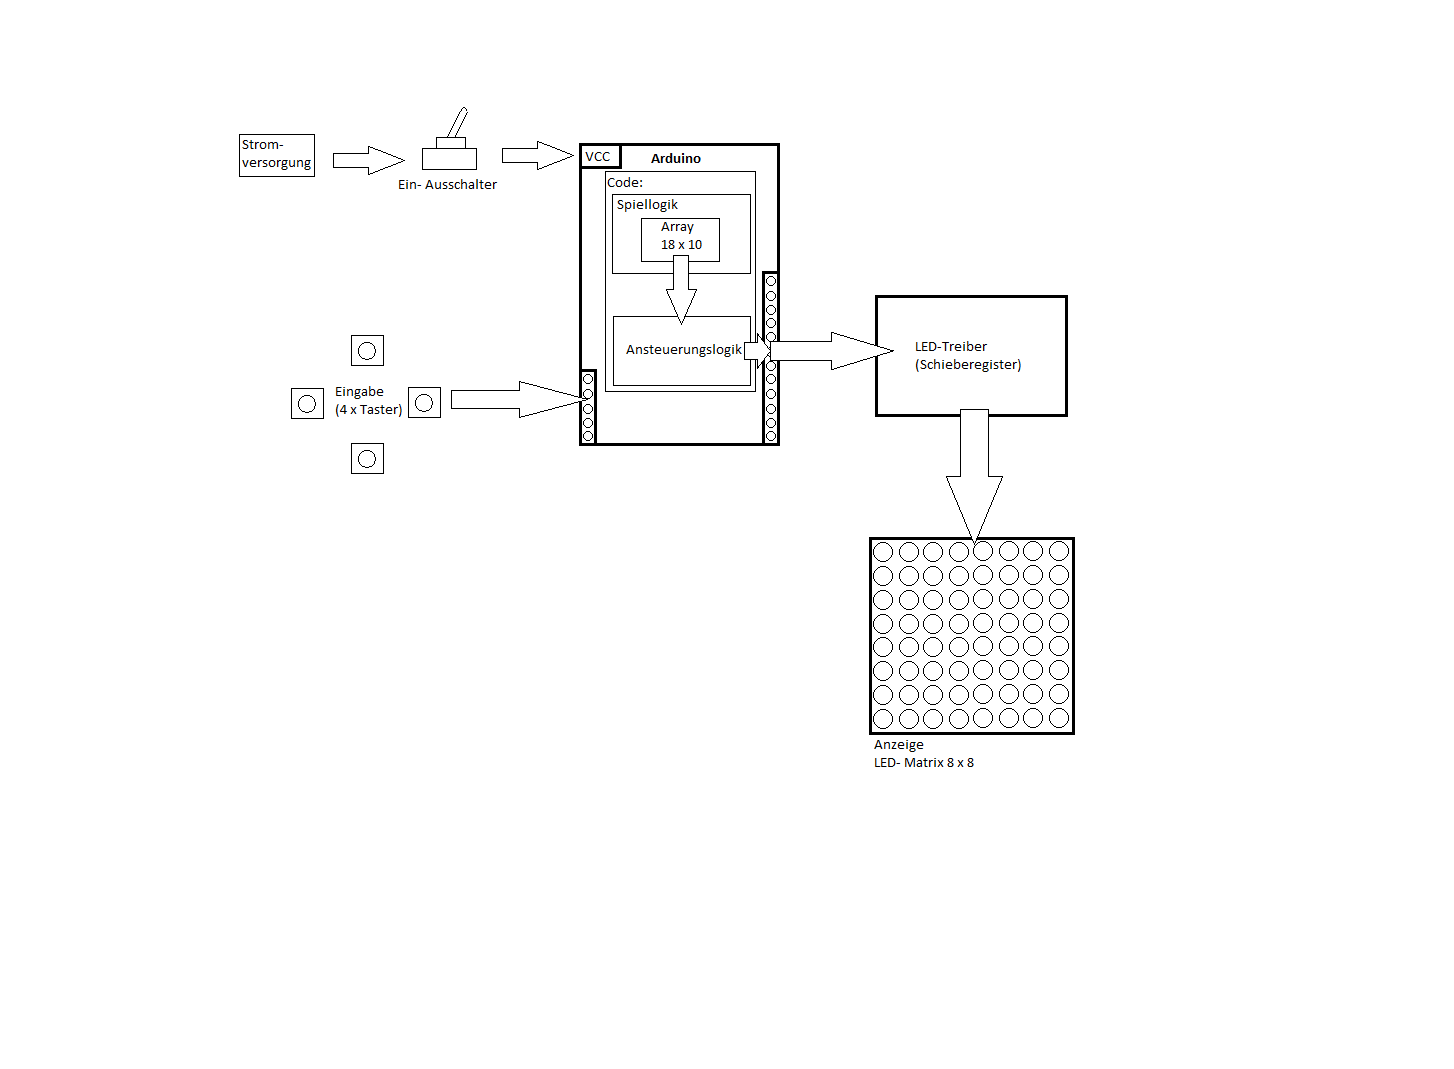 Strom-
versorgung
Ein- Ausschalter
VCC
Arduino
Code:
Spiellogik
Array
18 x 10
Ansteuerungslogik
LED-Treiber
(Schieberegister)
Eingabe
(4 x Taster)
Anzeige
LED- Matrix 8 x 8